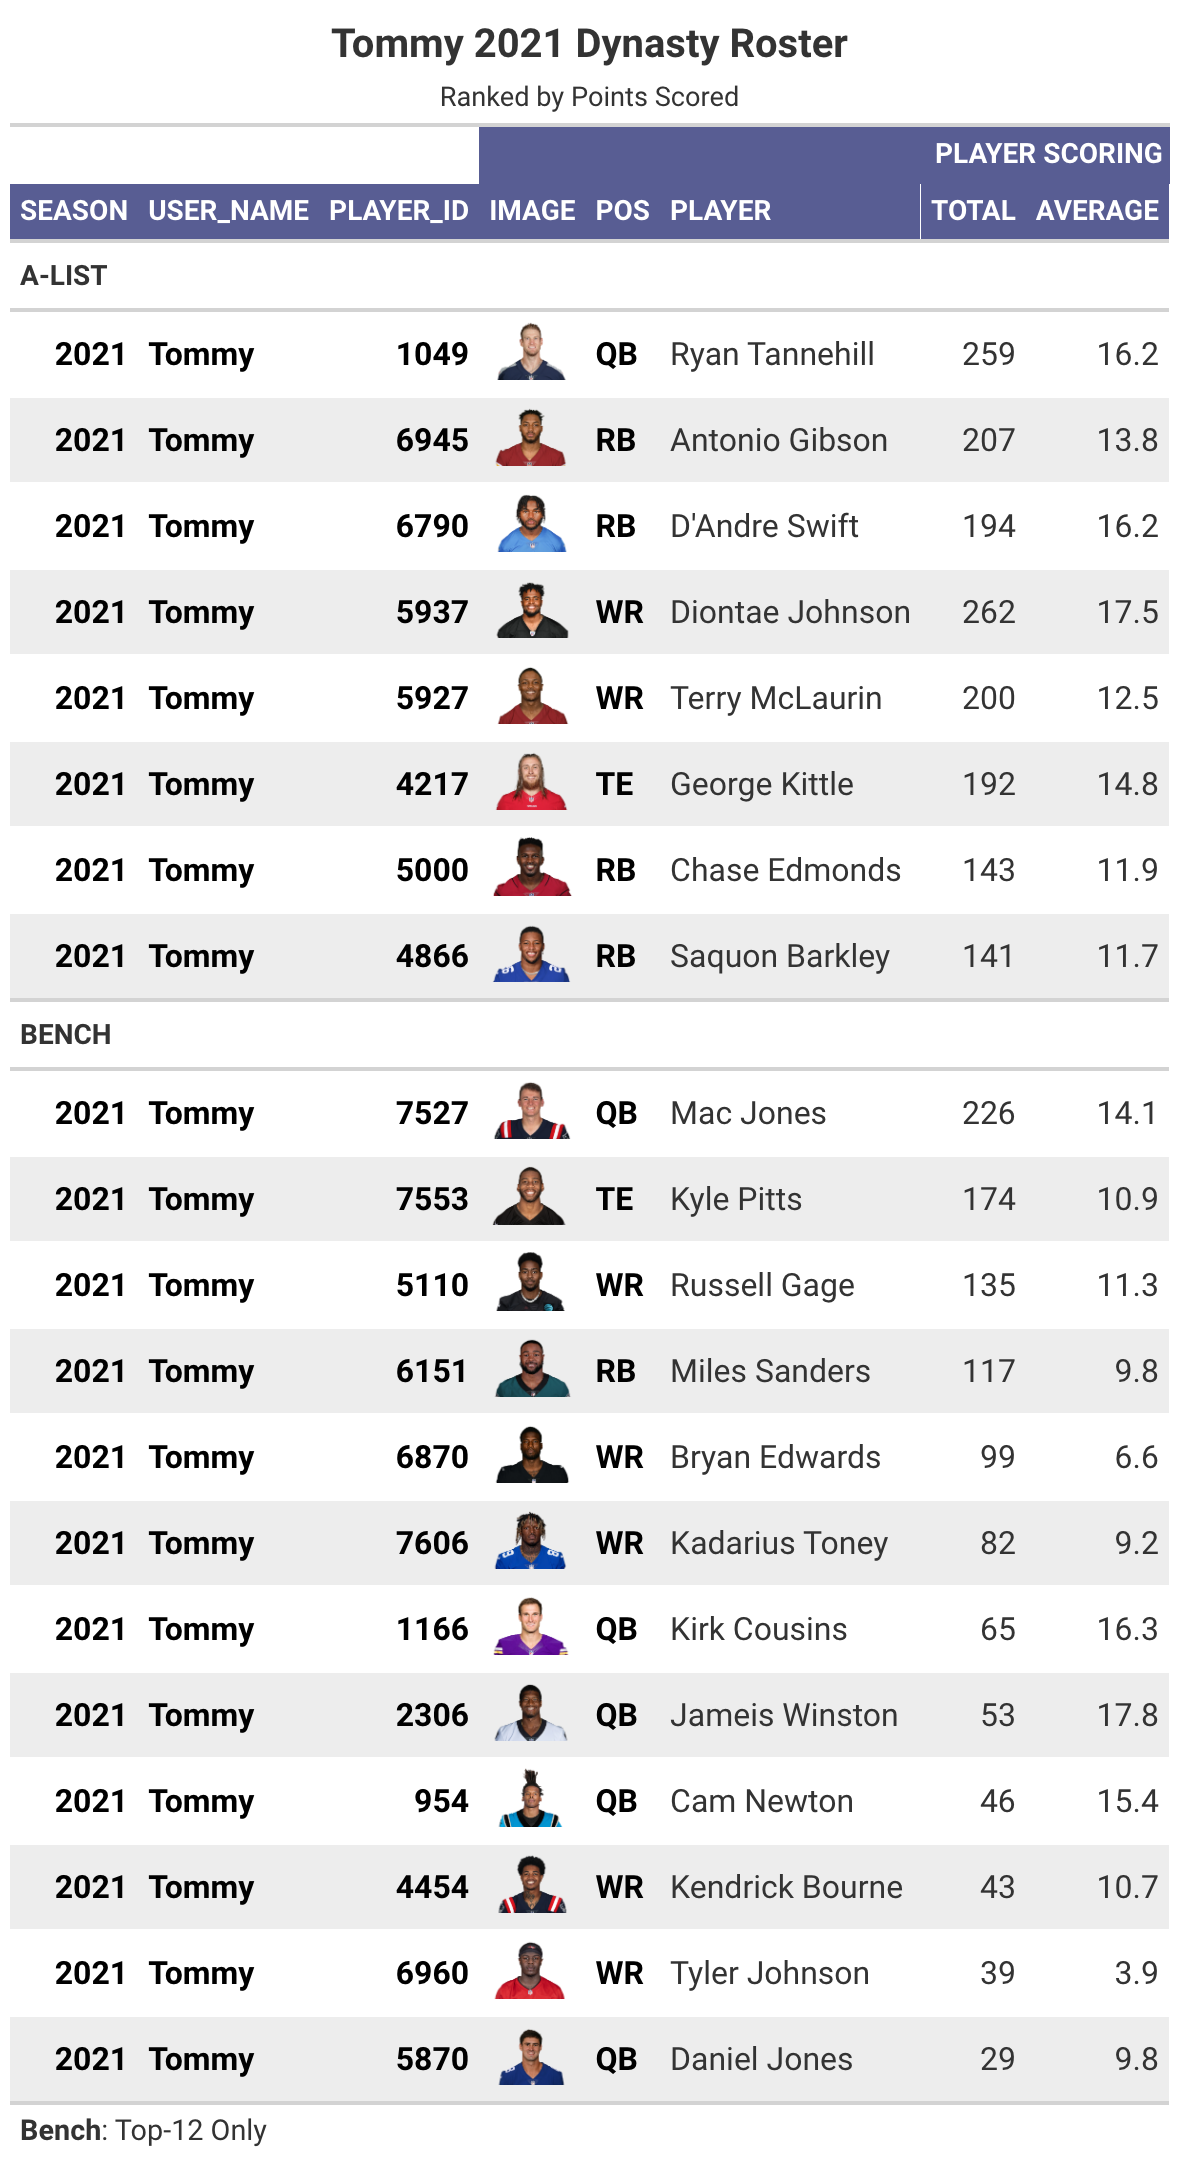 Tommy 2021 Dynasty Roster
Ranked by Points Scored
PLAYER SCORING
SEASON USER_NAME PLAYER_ID IMAGE POS PLAYER TOTAL AVERAGE
A-LIST
2021 Tommy 1049 QB Ryan Tannehill 259 16.2
2021 Tommy 6945 RB Antonio Gibson 207 13.8
2021 Tommy 6790 RB D'Andre Swift 194 16.2
2021 Tommy 5937 WR Diontae Johnson 262 17.5
2021 Tommy 5927 WR Terry McLaurin 200 12.5
2021 Tommy 4217 TE George Kittle 192 14.8
2021 Tommy 5000 RB Chase Edmonds 143 11.9
2021 Tommy 4866 RB Saquon Barkley 141 11.7
BENCH
2021 Tommy 7527 QB Mac Jones 226 14.1
2021 Tommy 7553 TE Kyle Pitts 174 10.9
2021 Tommy 5110 WR Russell Gage 135 11.3
2021 Tommy 6151 RB Miles Sanders 117 9.8
2021 Tommy 6870 WR Bryan Edwards 99 6.6
2021 Tommy 7606 WR Kadarius Toney 82 9.2
2021 Tommy 1166 QB Kirk Cousins 65 16.3
2021 Tommy 2306 QB Jameis Winston 53 17.8
2021 Tommy 954 QB Cam Newton 46 15.4
2021 Tommy 4454 WR Kendrick Bourne 43 10.7
2021 Tommy 6960 WR Tyler Johnson 39 3.9
2021 Tommy 5870 QB Daniel Jones 29 9.8
Bench: Top-12 Only